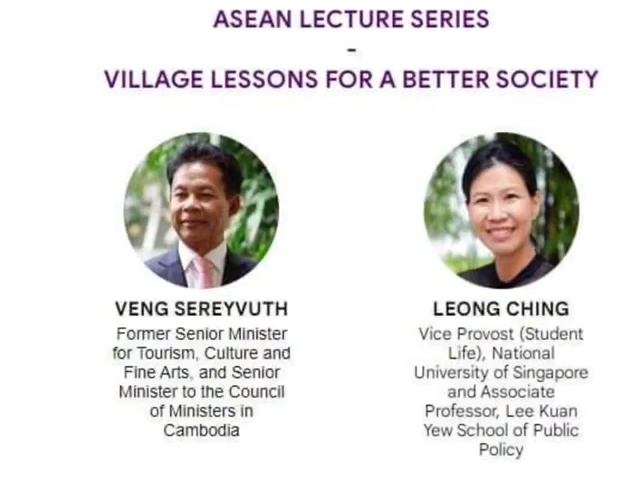 ASEAN LECTURE SERIES
-
VILLAGE LESSONS FOR A BETTER SOCIETY
VENG SEREYVUTH
Former Senior Minister
for Tourism, Culture and
Fine Arts, and Senior
Minister to the Council
of Ministers in
Cambodia
LEONG CHING
Vice Provost (Student
Life), National
University of Singapore
and Associate
Professor, Lee Kuan
Yew School of Public
Policy